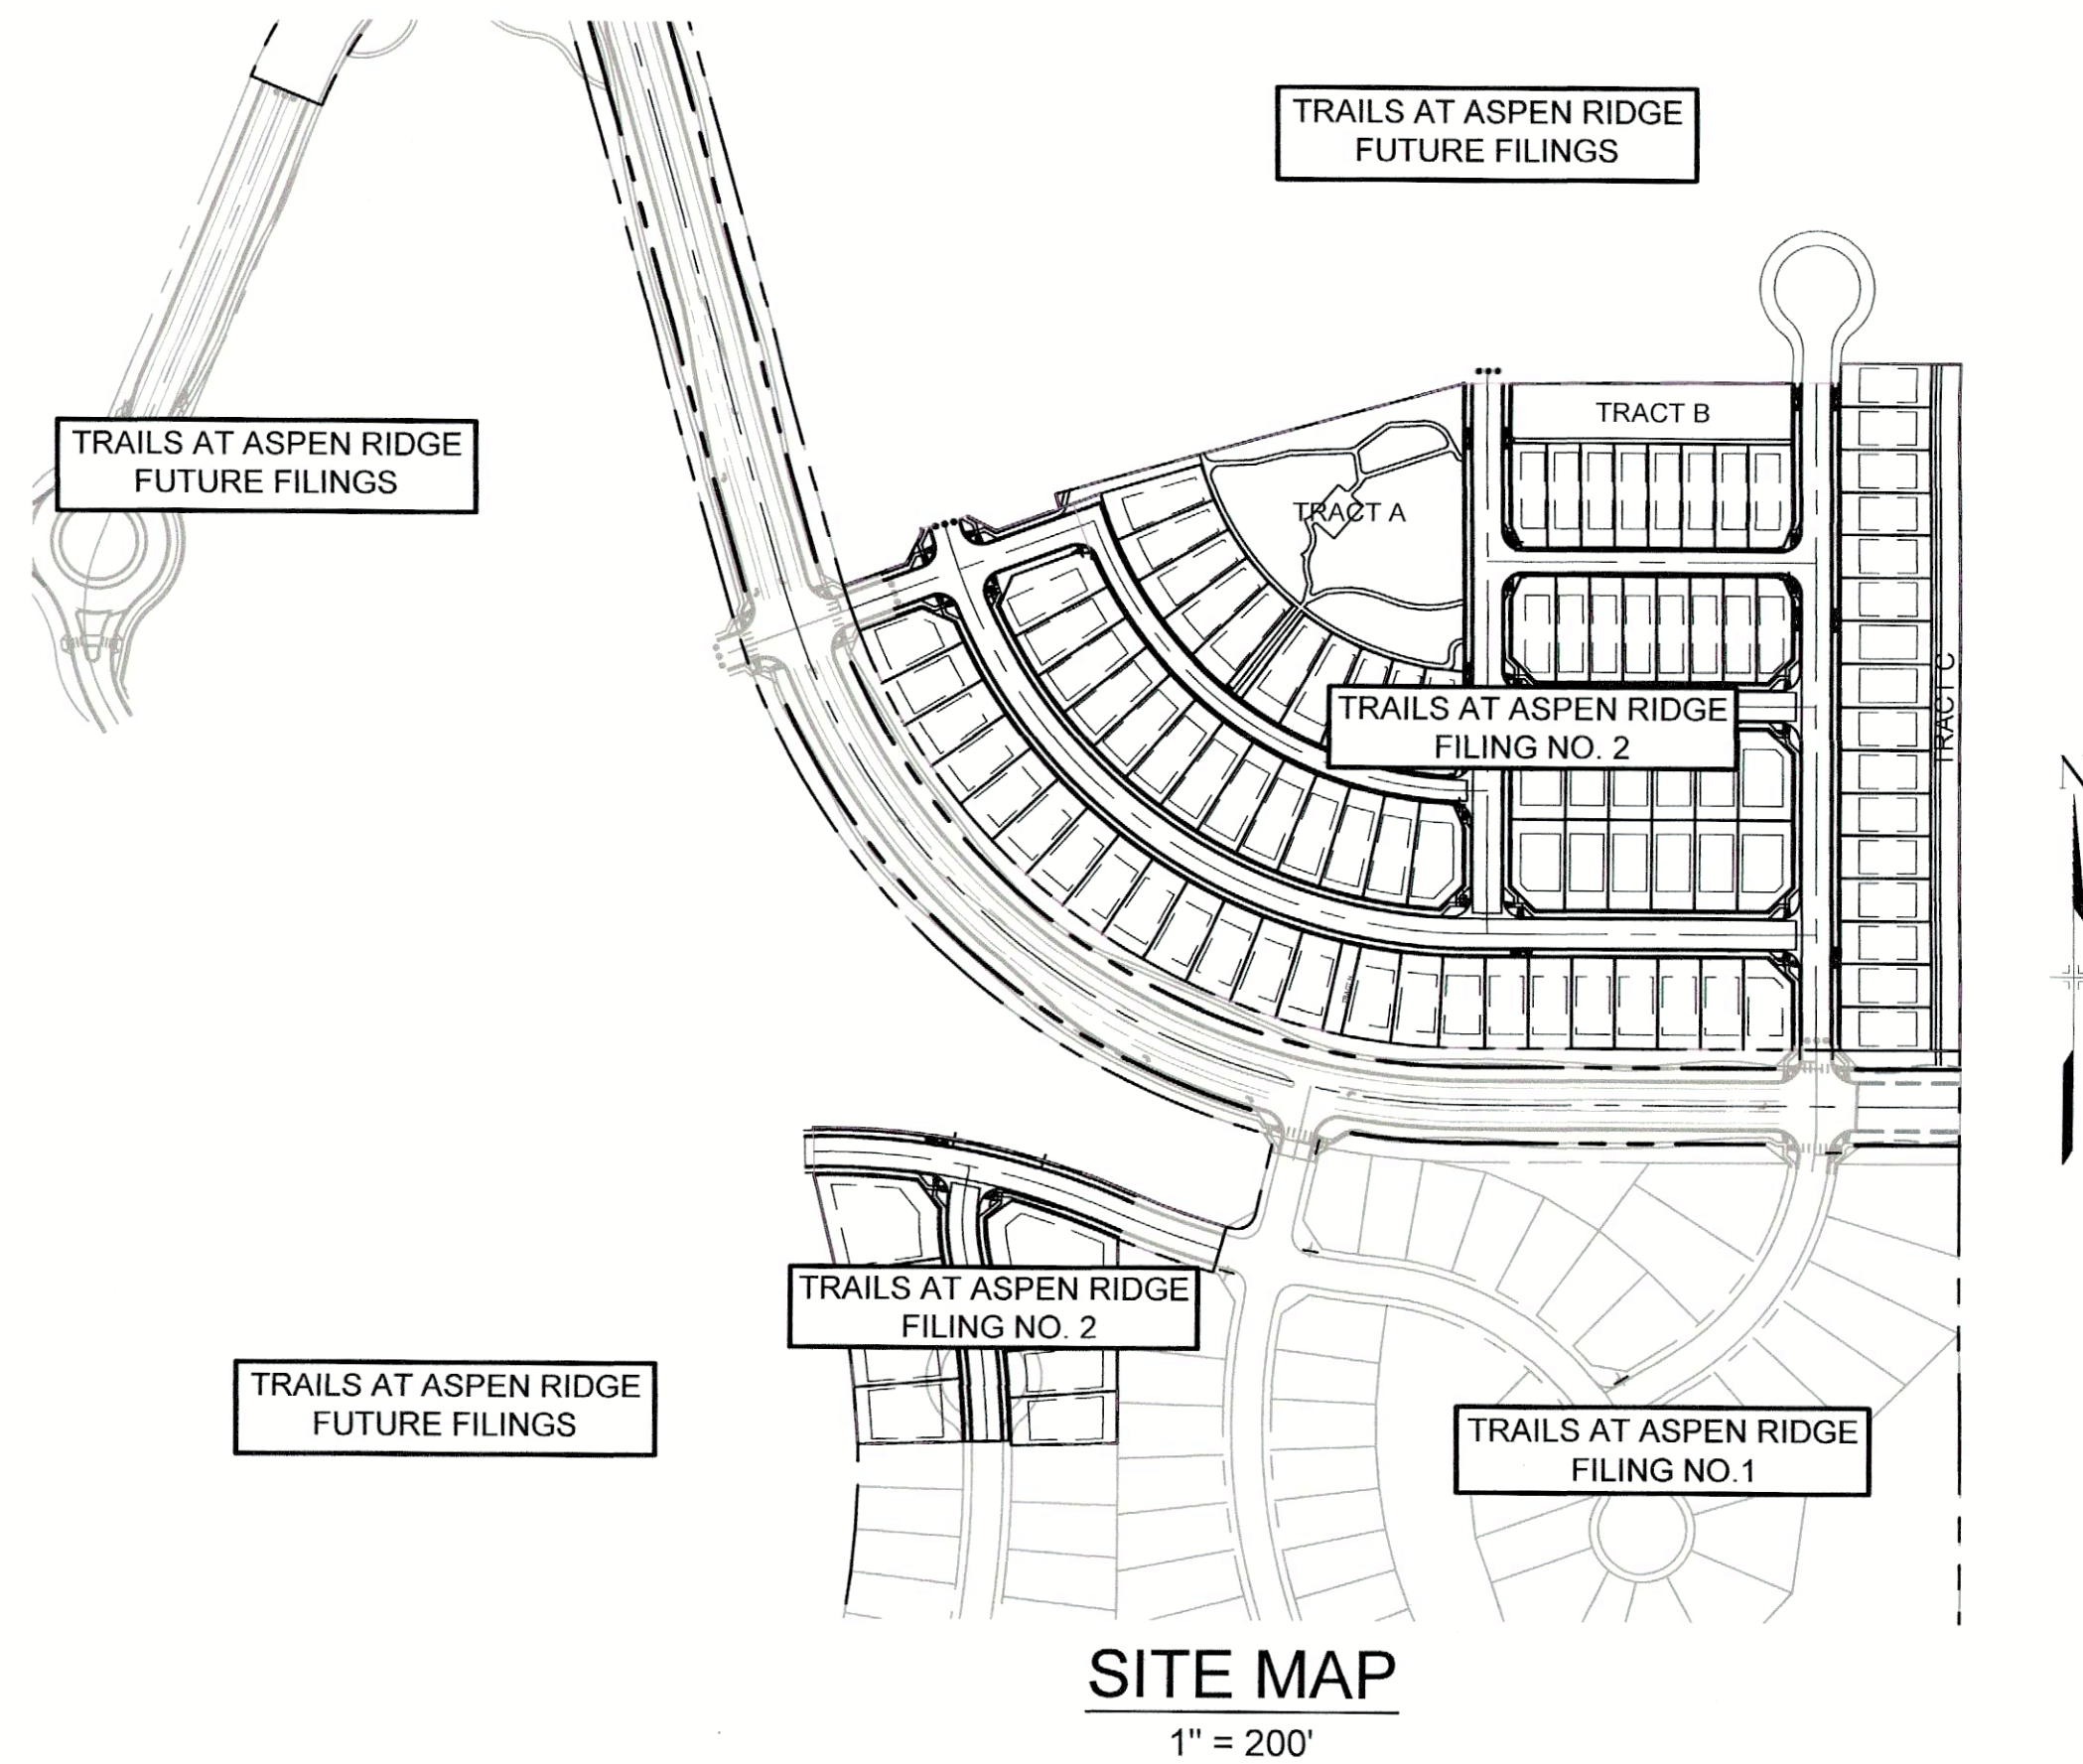 TRAILS AT ASPEN RIDGE
FUTURE FILINGS
TRACT B
TRAILS AT ASPEN RIDGE
FUTURE FILINGS
TRACT A
TRACT C
TRAILS AT ASPEN RIDGE
FILING NO. 2
N
TRAILS AT ASPEN RIDGE
FILING NO. 2
TRAILS AT ASPEN RIDGE
FUTURE FILINGS
TRAILS AT ASPEN RIDGE
FILING NO.1
SITE MAP
1" = 200'